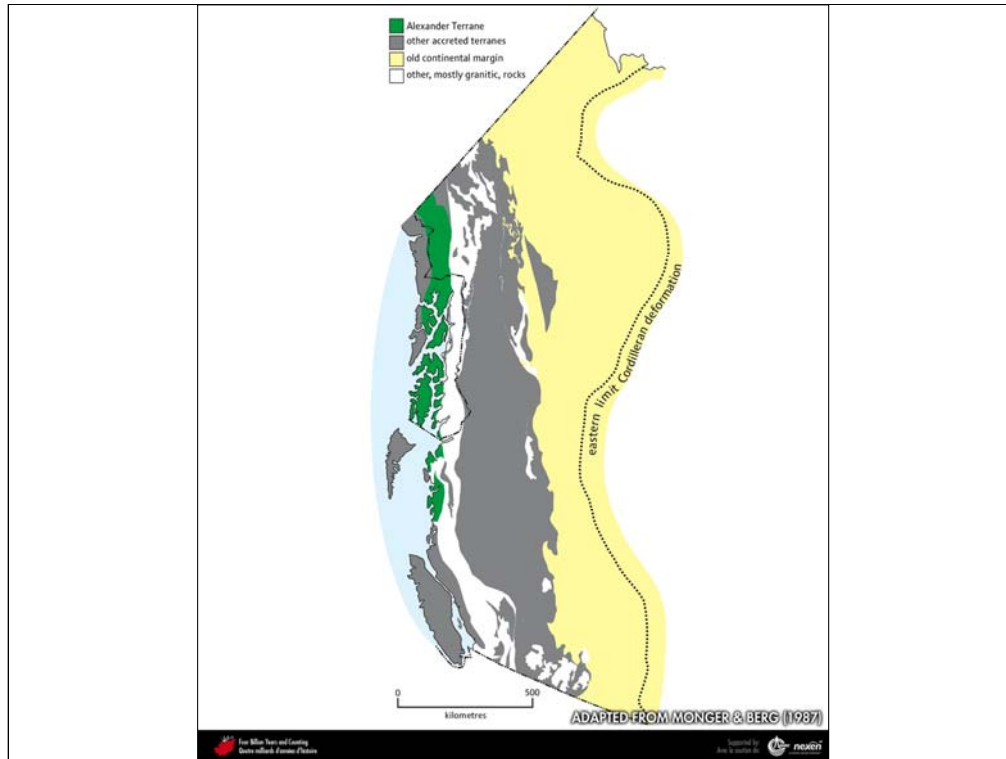 Alexander Terrane
other accreted terranes
old continental margin
other, mostly granitic, rocks
eastern limit Cordilleran deformation
0 500
kilometres
ADAPTED FROM MONGER & BERG (1987)
Four Billion Years and Counting
Quatre milliards d'années d'histoire
Supported by
Avec le soutien de
nexen